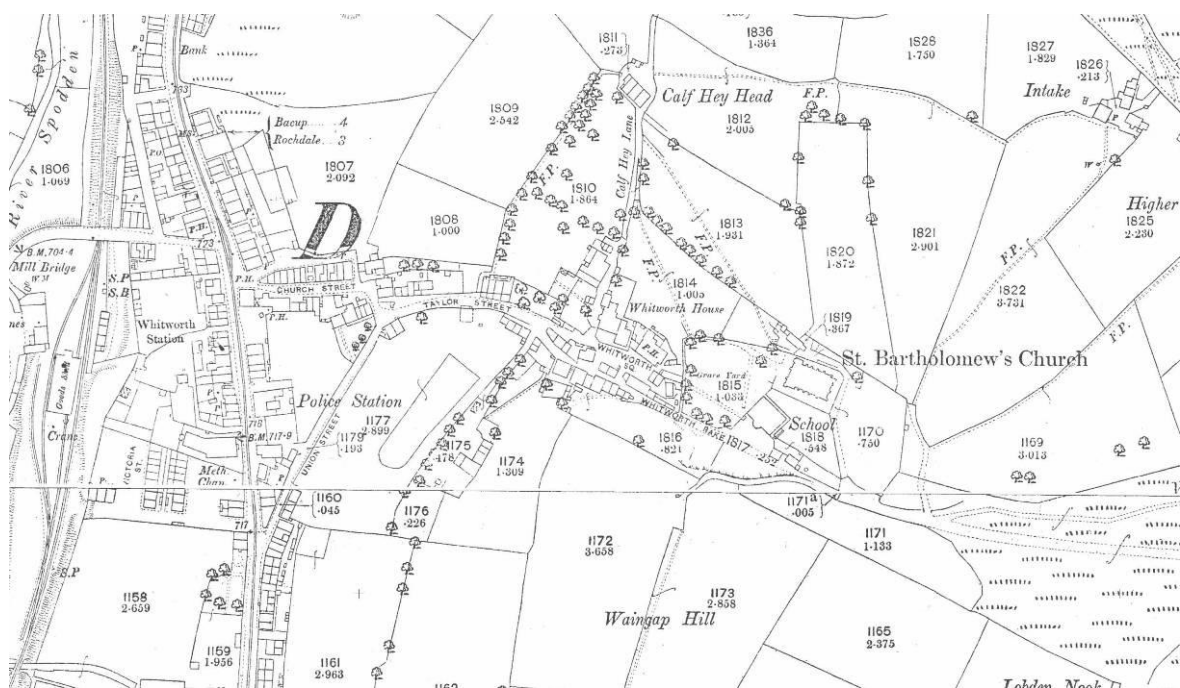 Bank
River Spodden
733
1811
·273
1836
1·364
1828
1·750
1827
1·829
1826
·213
Intake
1809
2·542
Calf Hey Head
F.P.
1812
2·005
Bacup...... 4
Rochdale... 3
M.S.
P.O.
1806
1·069
1807
2·092
Calf Hey Lane
F.P.
1810
1·864
W
Higher
1825
2·230
D
1808
1·000
1813
1·931
F.P.
1821
2·901
P.H.
773
B.M.704·4
Mill Bridge
W.M
S.P
S.B
P.H.
CHURCH STREET
TAYLOR STREET
F.P.
1814
1·005
1820
1·872
F.P.
1822
3·731
Whitworth House
1819
·367
F.P.
P.H.
Whitworth Station
WHITWORTH SQ.
P.H.
St. Bartholomew's Church
Goods Shed
Grave Yard
1815
1·033
Police Station
1177
2·899
School
1818
·548
WHITWORTH RAKE
1817
·252
718
B.M.717·9
1179
·193
UNION STREET
1175
·478
1174
1·309
1816
·821
1170
·750
1169
3·013
Crane
VICTORIA ST.
Meth. Chap.
1160
·045
1176
·226
1171a
·005
717
1172
3·658
1171
1·133
S.P
1158
2·659
1173
2·858
Waingap Hill
1165
2·375
1159
1·956
1161
2·963
1162
Lobden Nook